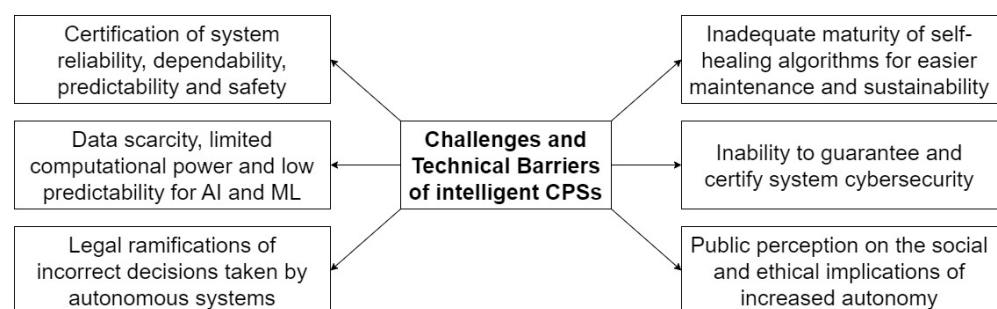 Certification of system
reliability, dependability,
predictability and safety
Data scarcity, limited
computational power and low
predictability for AI and ML
Legal ramifications of
incorrect decisions taken by
autonomous systems
Challenges and
Technical Barriers
of intelligent CPSs
Inadequate maturity of self-
healing algorithms for easier
maintenance and sustainability
Inability to guarantee and
certify system cybersecurity
Public perception on the social
and ethical implications of
increased autonomy